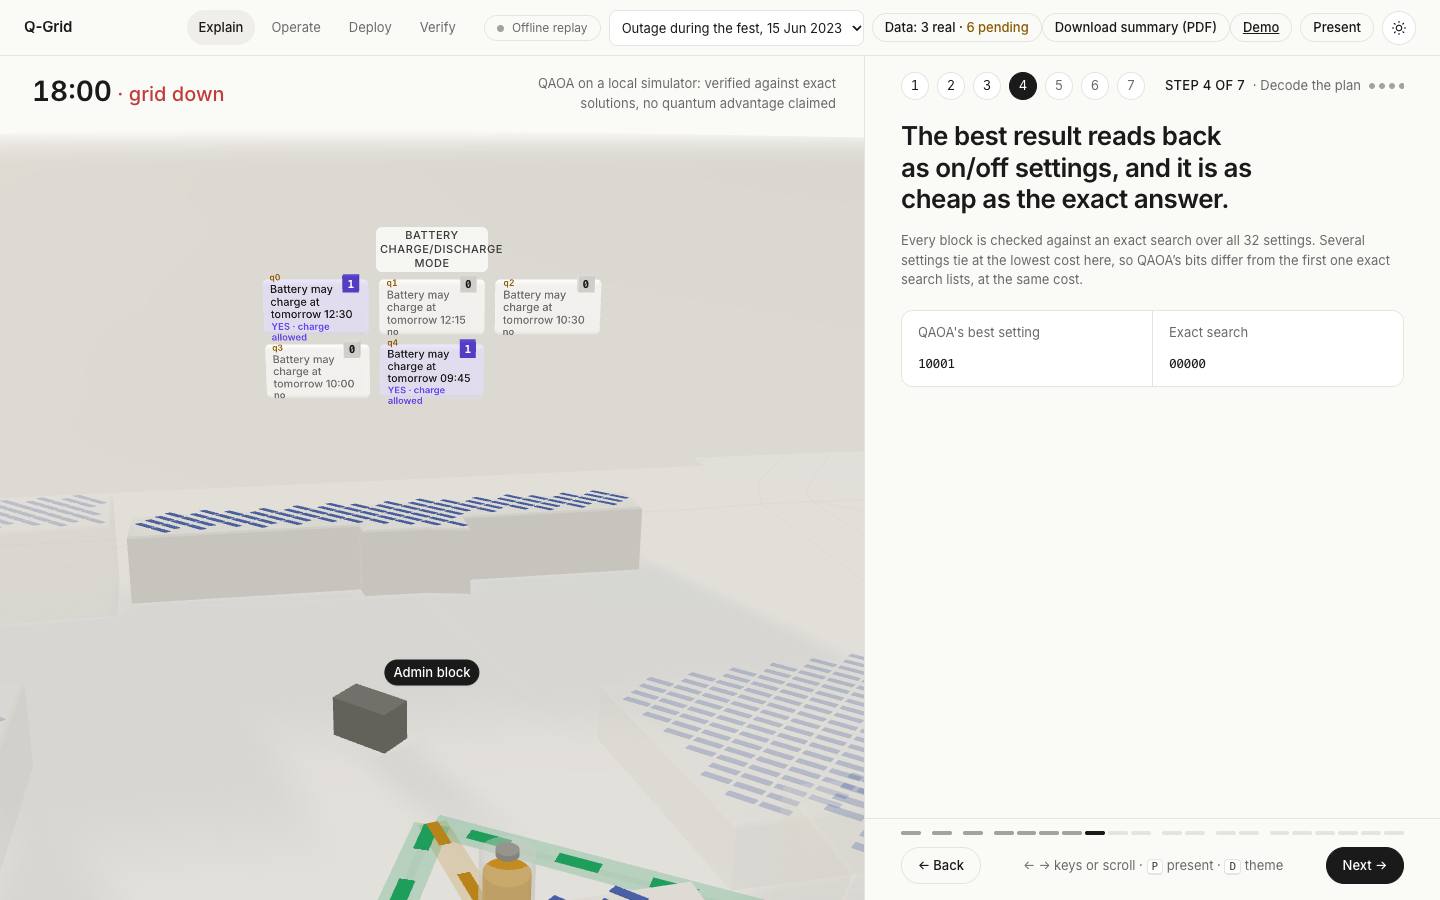 Q-Grid
Explain
Operate
Deploy
Verify
Offline replay
Outage during the fest, 15 Jun 2023
Data: 3 real · 6 pending
Download summary (PDF)
Demo
Present
18:00 · grid down
QAOA on a local simulator: verified against exact
solutions, no quantum advantage claimed
BATTERY
CHARGE/DISCHARGE
MODE
q0
1
Battery may
charge at
tomorrow 12:30
YES · charge
allowed
q1
0
Battery may
charge at
tomorrow 12:15
no
q2
0
Battery may
charge at
tomorrow 10:30
no
q3
0
Battery may
charge at
tomorrow 10:00
no
q4
1
Battery may
charge at
tomorrow 09:45
YES · charge
allowed
Admin block
1 2 3 4 5 6 7
STEP 4 OF 7 · Decode the plan
The best result reads back
as on/off settings, and it is as
cheap as the exact answer.
Every block is checked against an exact search over all 32 settings. Several
settings tie at the lowest cost here, so QAOA’s bits differ from the first one exact
search lists, at the same cost.
QAOA's best setting
10001
Exact search
00000
← Back
← → keys or scroll · P present · D theme
Next →